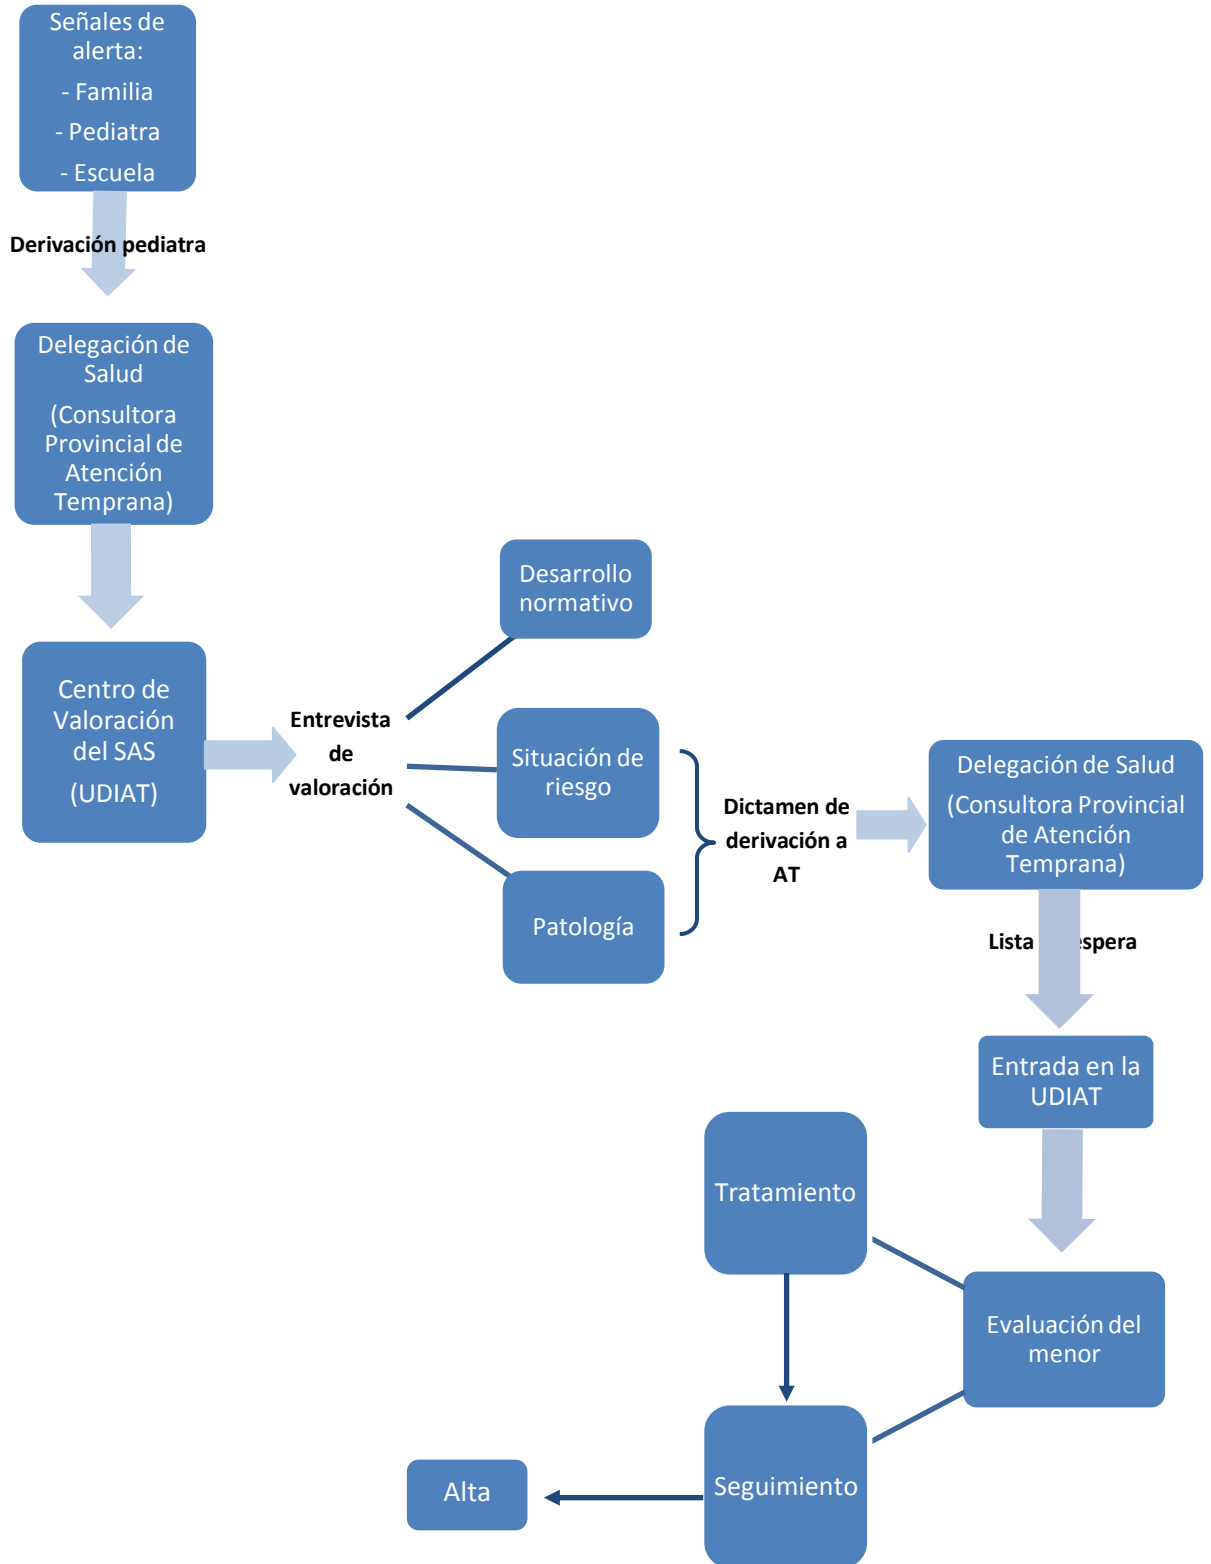 Señales de
alerta:
- Familia
- Pediatra
- Escuela
Derivación pediatra
Delegación de
Salud
(Consultora
Provincial de
Atención
Temprana)
Centro de
Valoración
del SAS
(UDIAT)
Entrevista
de
valoración
Desarrollo
normativo
Situación de
riesgo
Patología
Dictamen de
derivación a
AT
Delegación de Salud
(Consultora Provincial
de Atención
Temprana)
Lista espera
Entrada en la
UDIAT
Evaluación del
menor
Tratamiento
Seguimiento
Alta